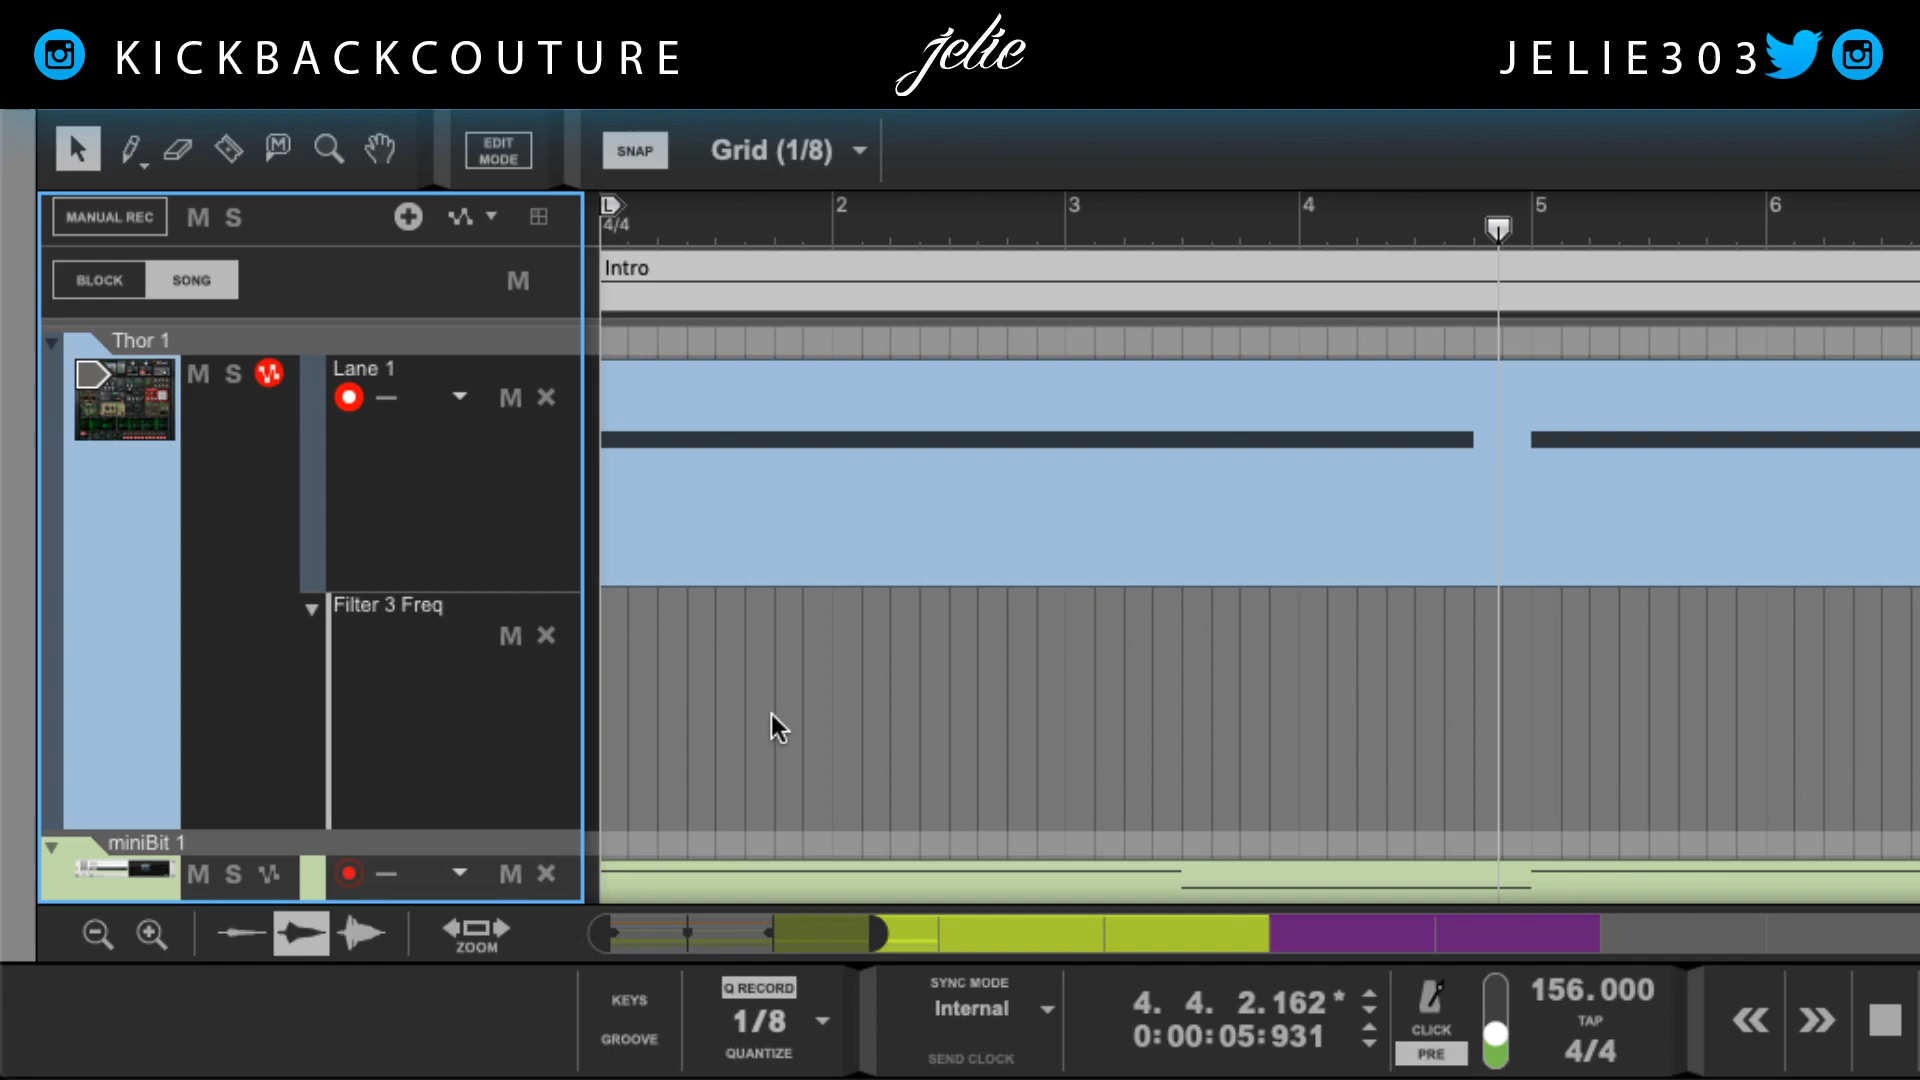 KICKBACKCOUTURE
jelie
JELIE303
EDIT MODE
SNAP
Grid (1/8)
MANUAL REC
M S
L
4/4
2
3
4
5
6
BLOCK
SONG
M
Intro
Thor 1
M S
Lane 1
M
Filter 3 Freq
M
miniBit 1
M S
M
ZOOM
KEYS
GROOVE
Q RECORD
1/8
QUANTIZE
SYNC MODE
Internal
SEND CLOCK
4. 4. 2.162 *
0:00:05:931
CLICK
PRE
156.000
TAP
4/4